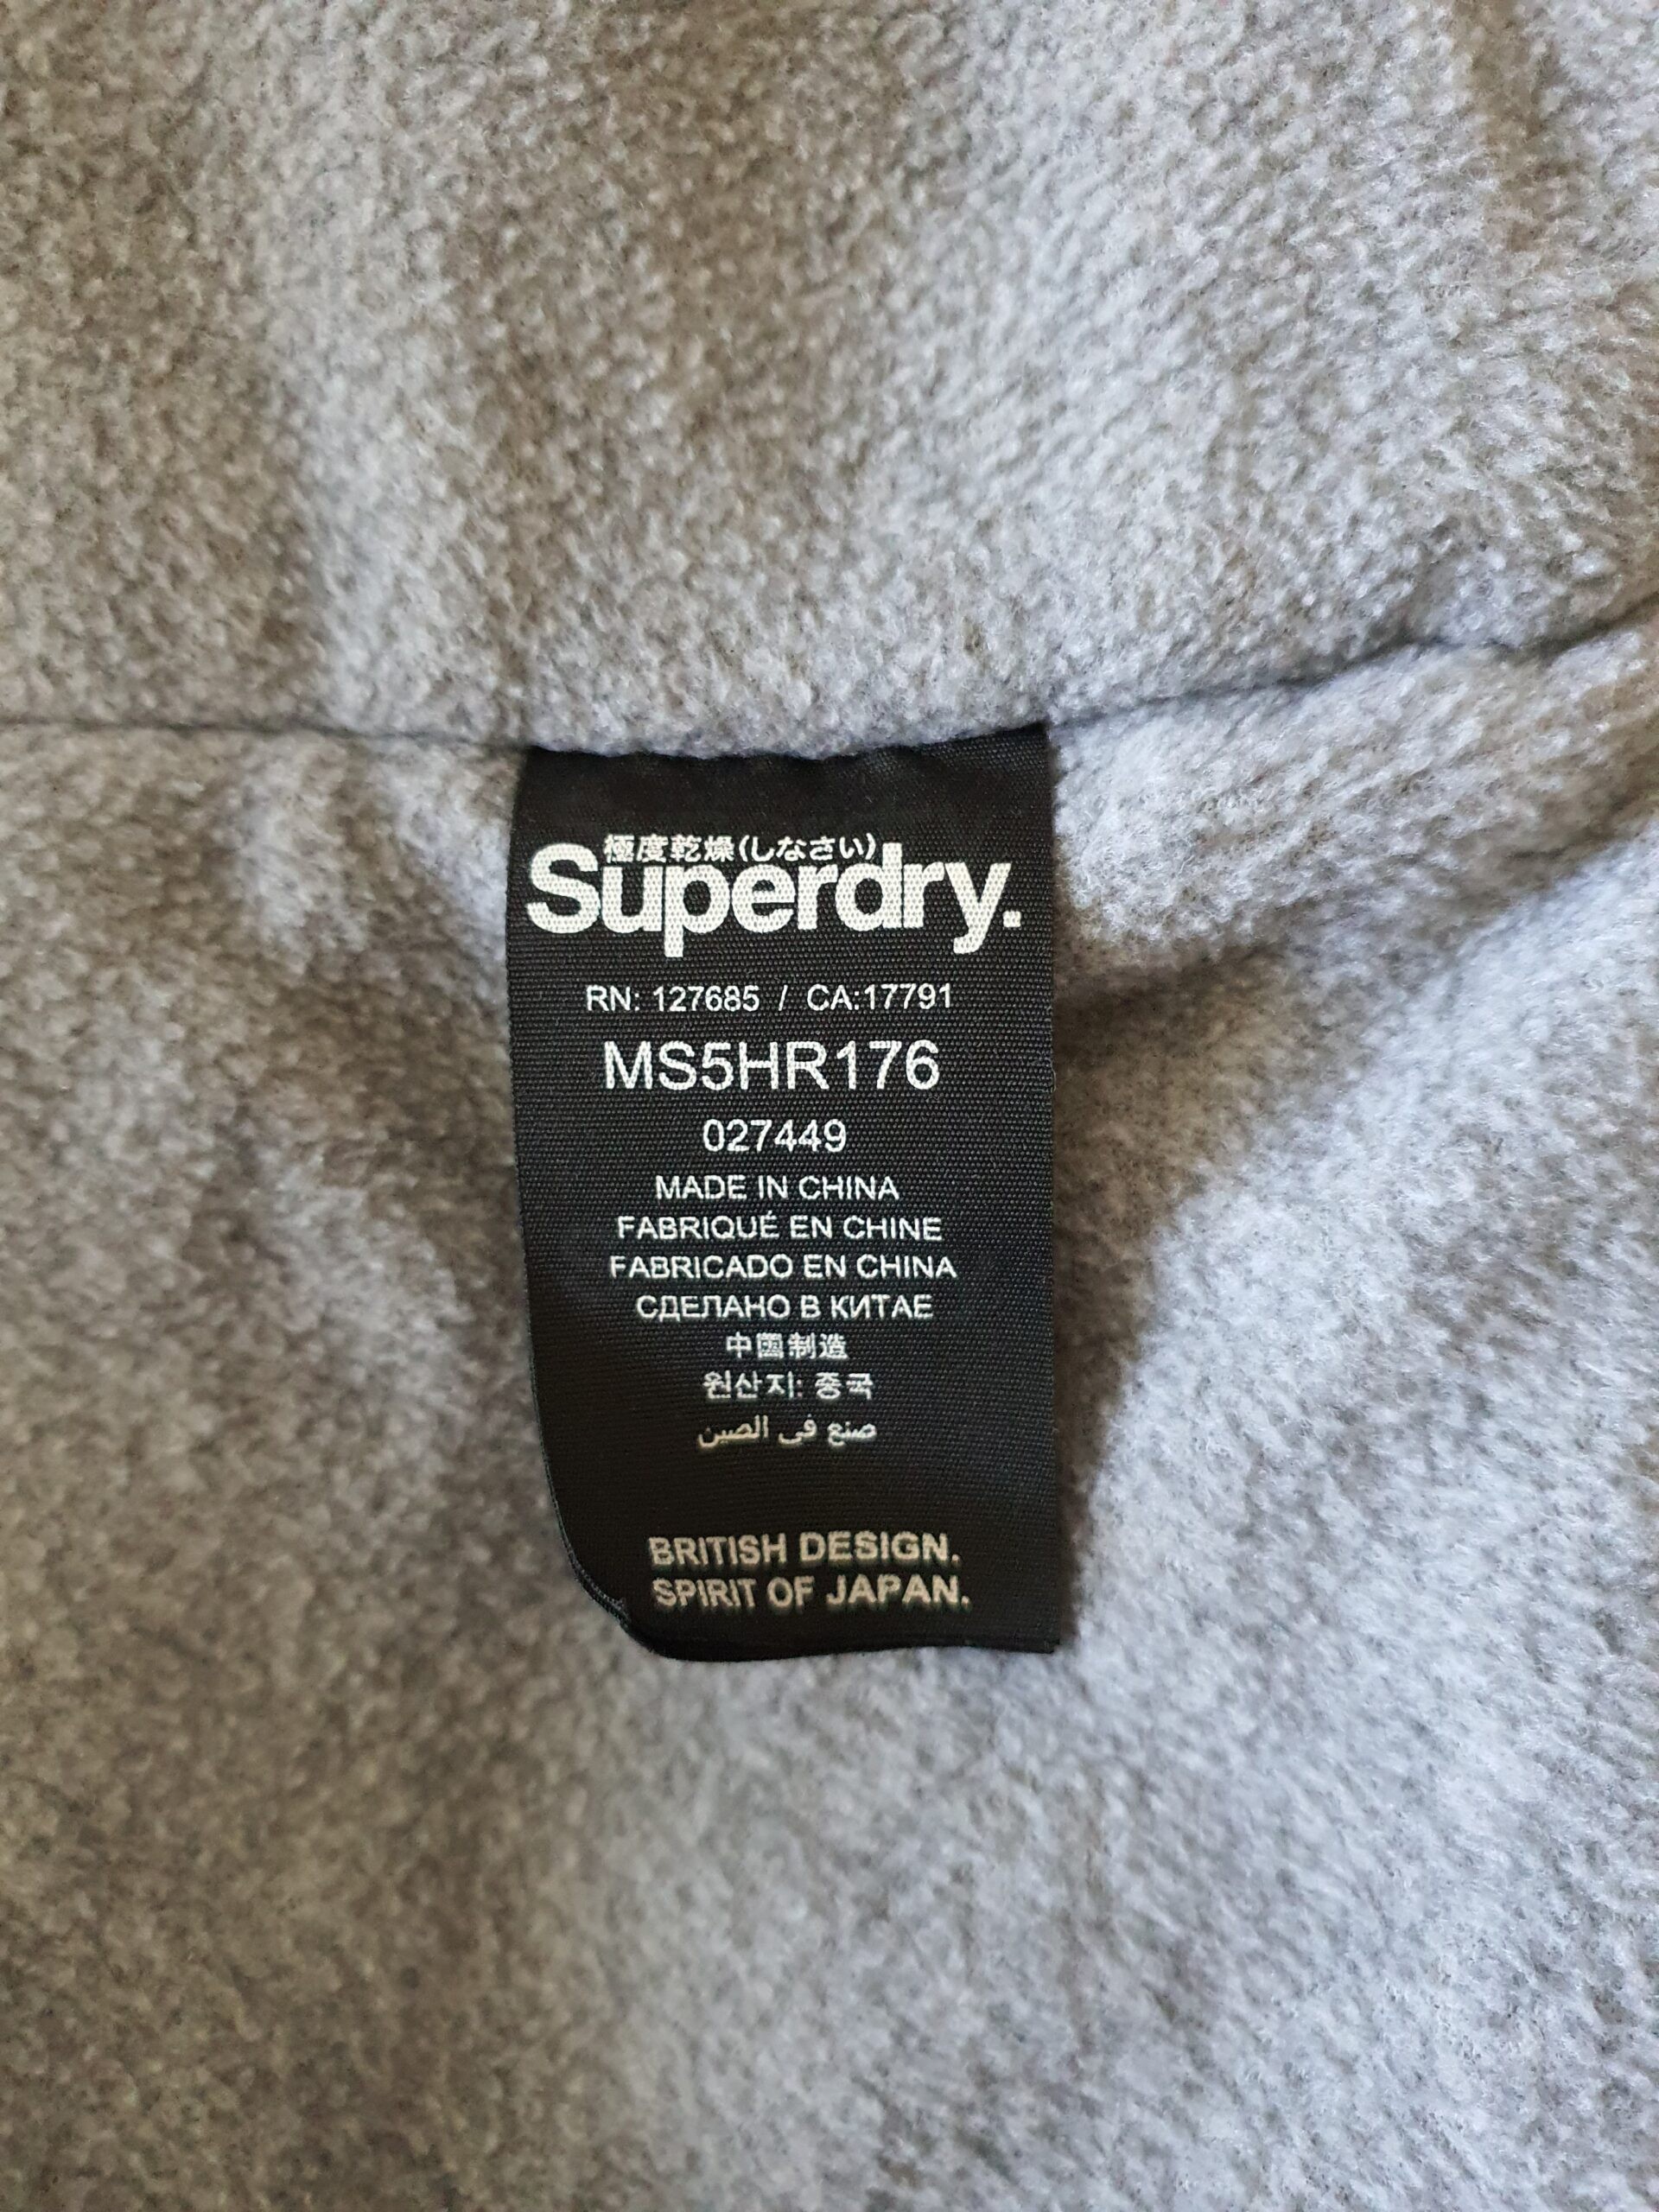 極度乾燥(しなさい)
Superdry.
RN: 127685 / CA:17791
MS5HR176
027449
MADE IN CHINA
FABRIQUÉ EN CHINE
FABRICADO EN CHINA
СДЕЛАНО В КИТАЕ
中国制造
원산지: 중국
صنع فى الصين
BRITISH DESIGN.
SPIRIT OF JAPAN.